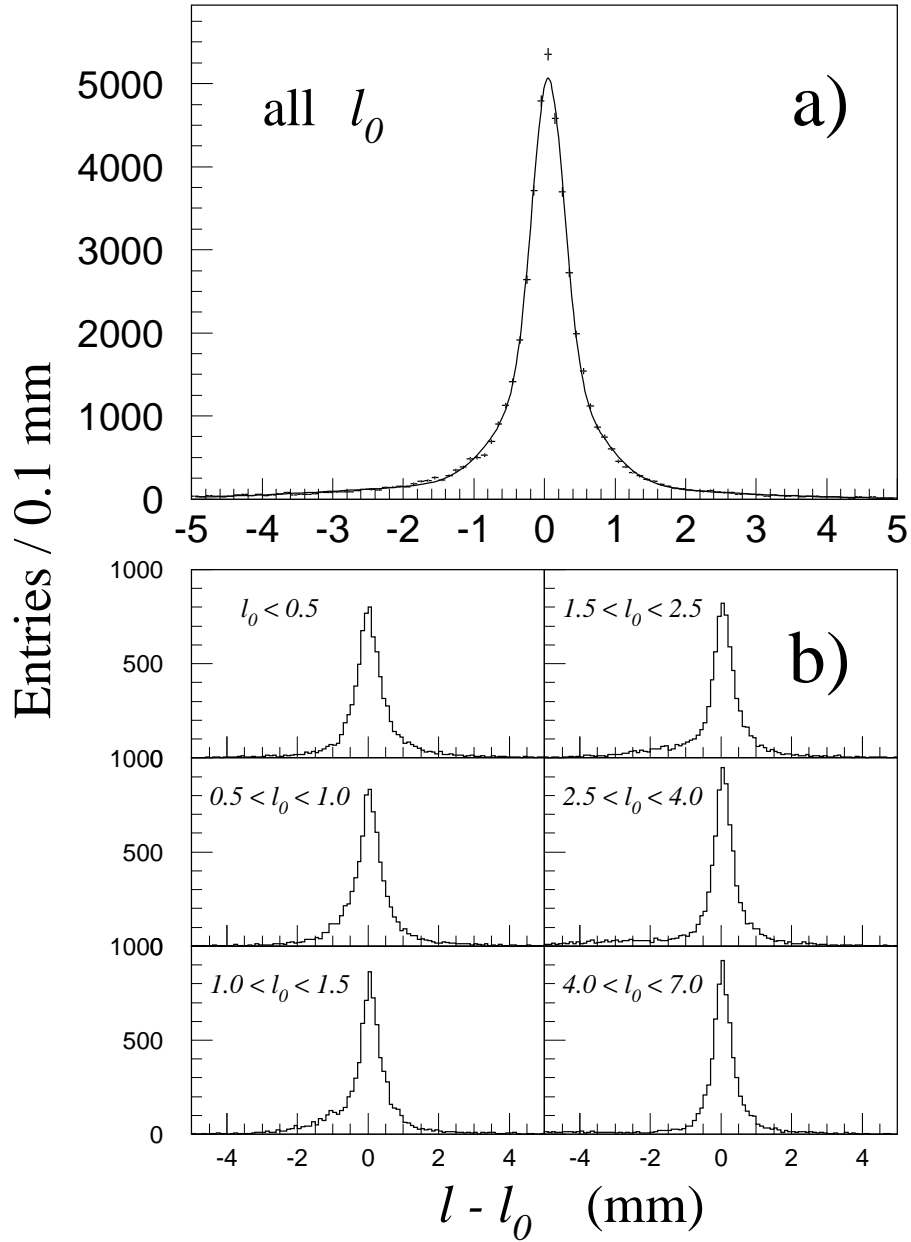 Entries / 0.1 mm
all l0
a)
5000
4000
3000
2000
1000
0
-5 -4 -3 -2 -1 0 1 2 3 4 5
b)
1000
500
l0 < 0.5
1.5 < l0 < 2.5
1000
0
500
0.5 < l0 < 1.0
2.5 < l0 < 4.0
1000
500
0
1.0 < l0 < 1.5
4.0 < l0 < 7.0
-4 -2 0 2 4 -4 -2 0 2 4
l - l0 (mm)